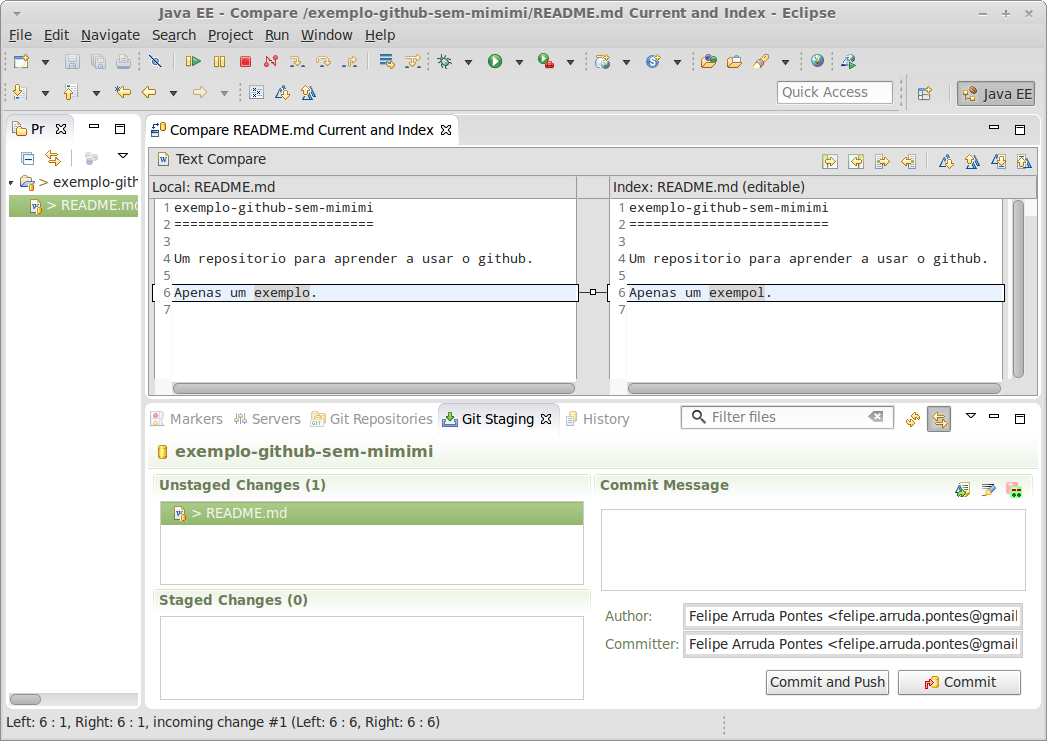 Java EE - Compare /exemplo-github-sem-mimimi/README.md Current and Index - Eclipse
File Edit Navigate Search Project Run Window Help
Quick Access
Java EE
Pr
Compare README.md Current and Index
Text Compare
> exemplo-gith
> README.md
Local: README.md
Index: README.md (editable)
1 exemplo-github-sem-mimimi
2 =========================
3
4 Um repositorio para aprender a usar o github.
5
6 Apenas um exemplo.
7
1 exemplo-github-sem-mimimi
2 =========================
3
4 Um repositorio para aprender a usar o github.
5
6 Apenas um exempol.
7
Markers Servers Git Repositories Git Staging History
Filter files
exemplo-github-sem-mimimi
Unstaged Changes (1)
> README.md
Staged Changes (0)
Commit Message
Author: Felipe Arruda Pontes <felipe.arruda.pontes@gmail
Committer: Felipe Arruda Pontes <felipe.arruda.pontes@gmail
Commit and Push Commit
Left: 6 : 1, Right: 6 : 1, incoming change #1 (Left: 6 : 6, Right: 6 : 6)